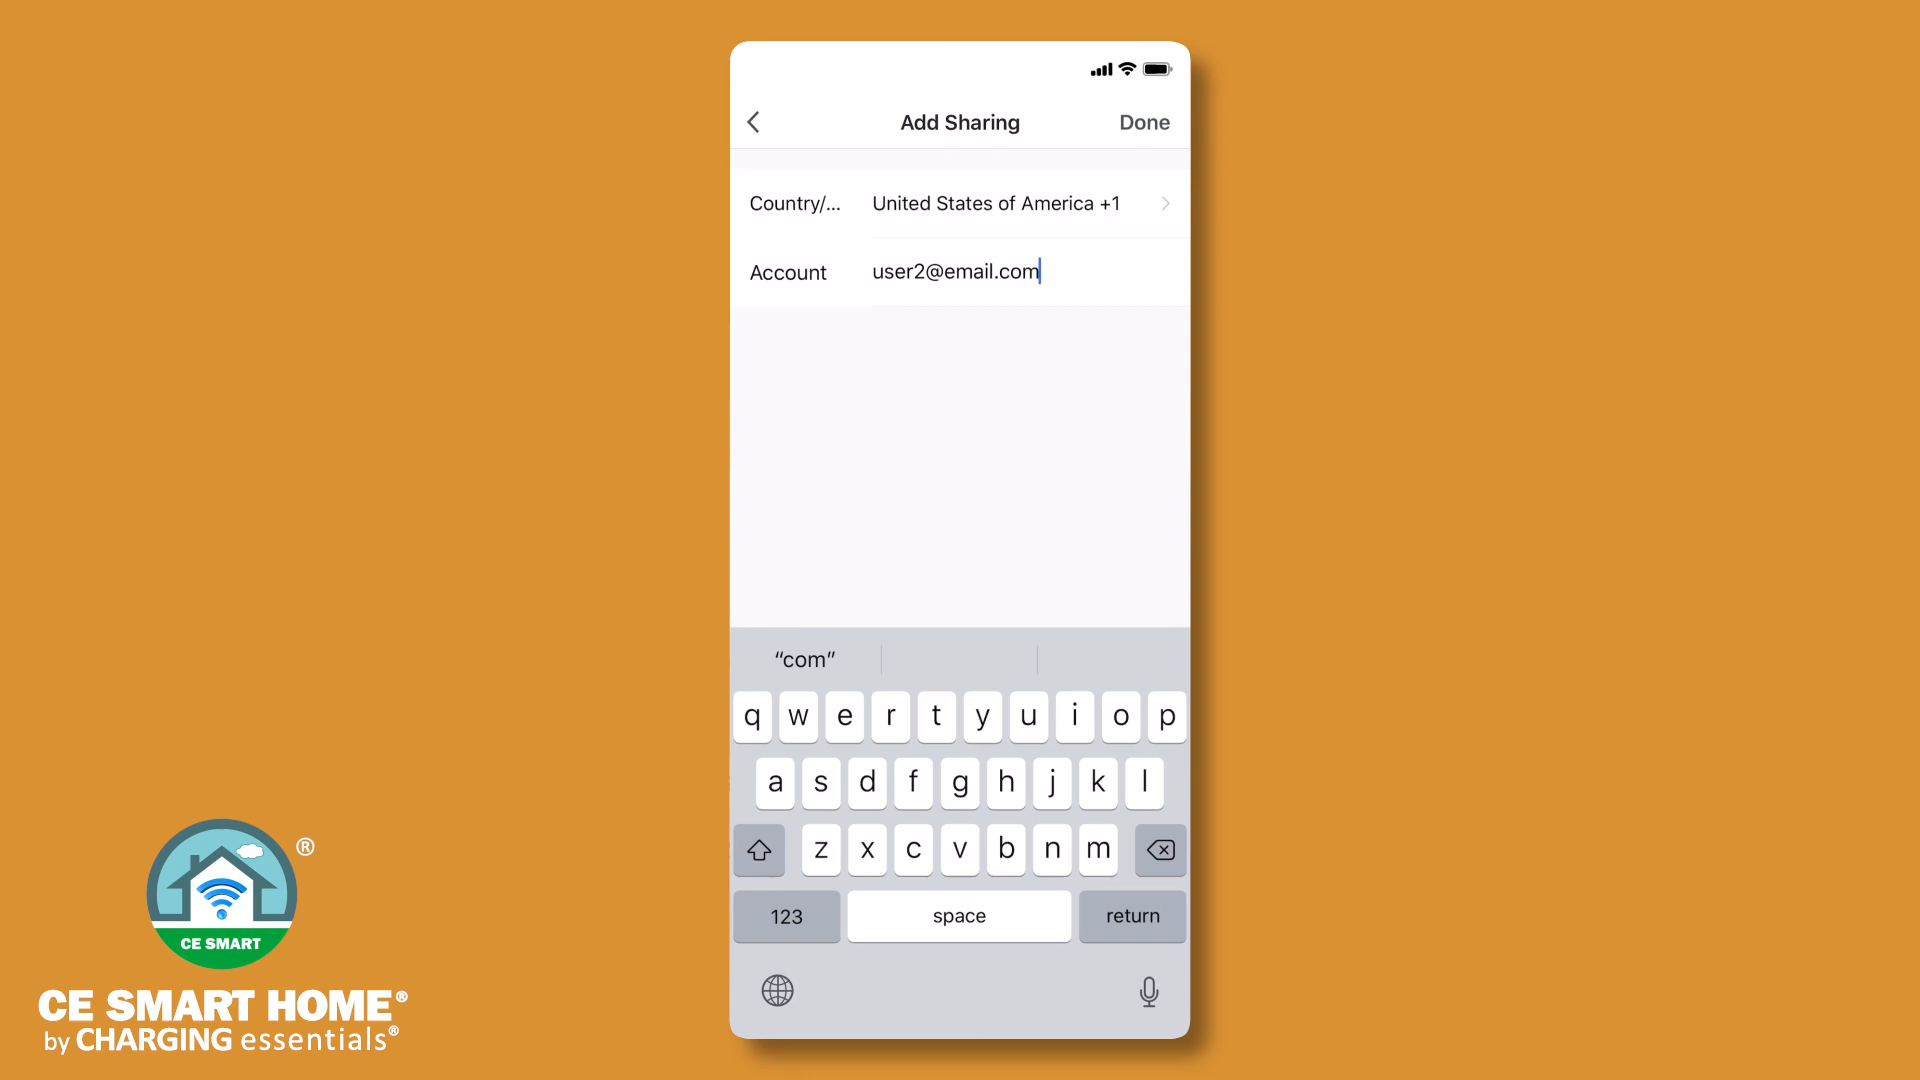 Add Sharing
Done
Country/...
United States of America +1
Account
user2@email.com
“com”
q w e r t y u i o p
a s d f g h j k l
z x c v b n m
123
space
return
®
CE SMART
CE SMART HOME®
by CHARGING essentials®